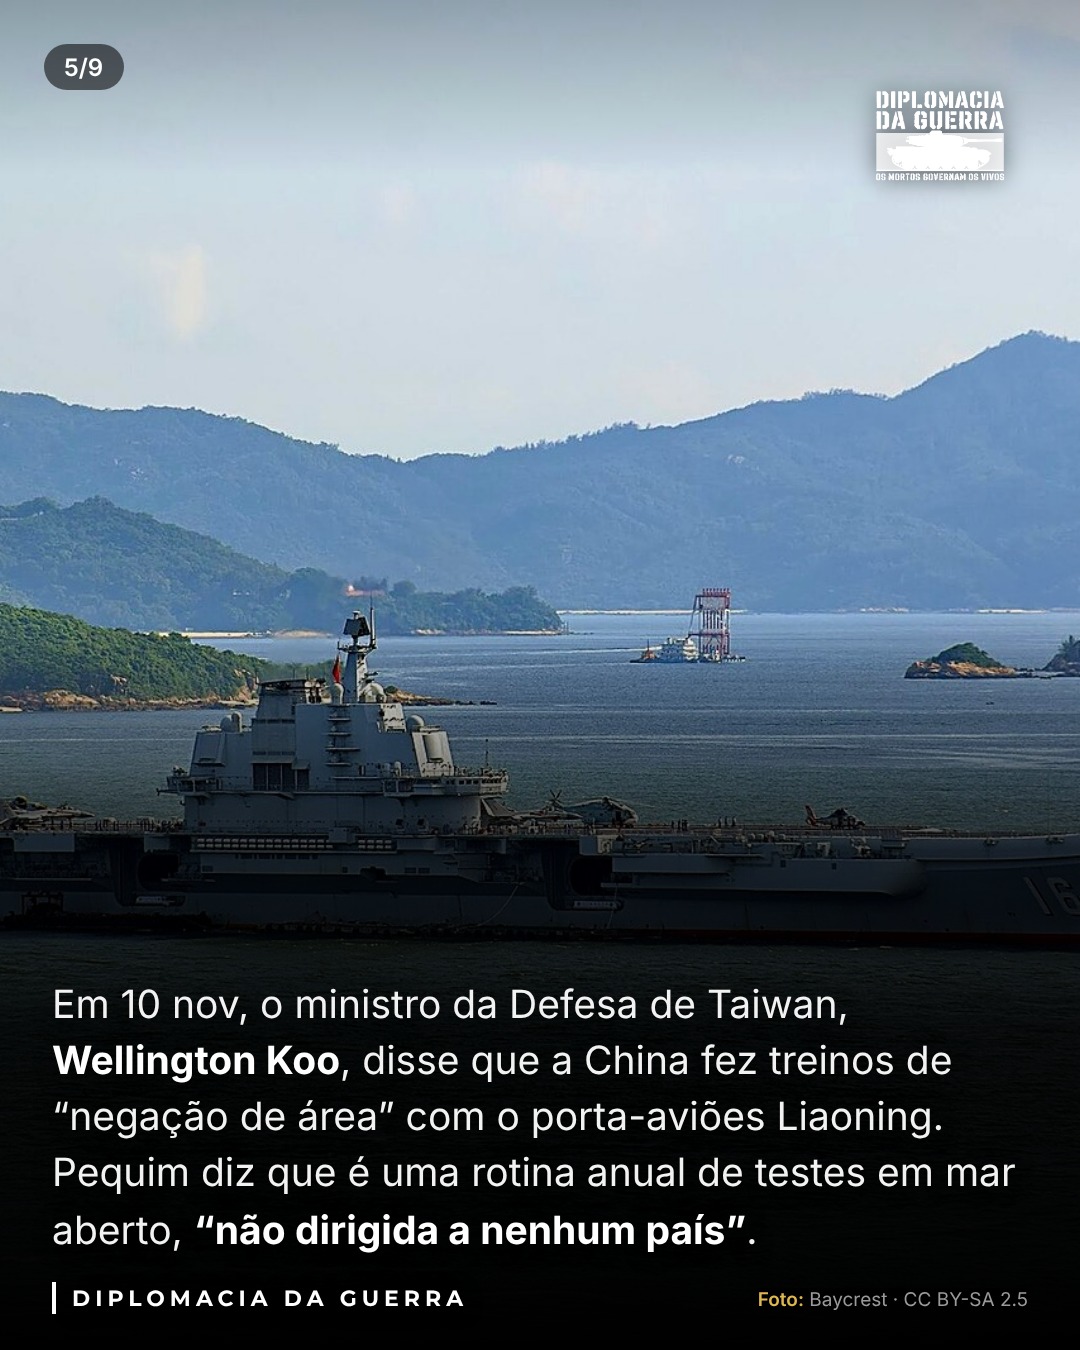 5/9
DIPLOMACIA
DA GUERRA
OS MORTOS GOVERNAM OS VIVOS
16
Em 10 nov, o ministro da Defesa de Taiwan,
Wellington Koo, disse que a China fez treinos de
“negação de área” com o porta-aviões Liaoning.
Pequim diz que é uma rotina anual de testes em mar
aberto, “não dirigida a nenhum país”.
DIPLOMACIA DA GUERRA
Foto: Baycrest · CC BY-SA 2.5